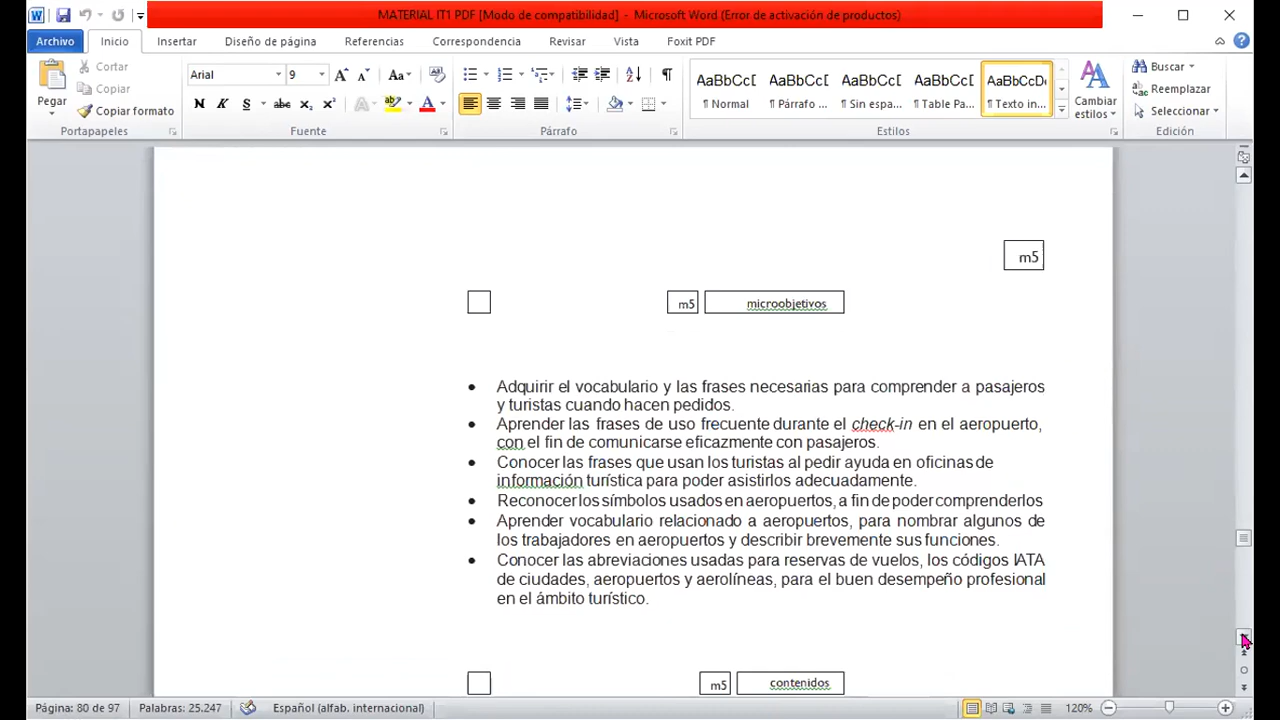 MATERIAL IT1 PDF [Modo de compatibilidad] - Microsoft Word (Error de activación de productos)
Archivo Inicio Insertar Diseño de página Referencias Correspondencia Revisar Vista Foxit PDF
Pegar
Cortar
Copiar
Copiar formato
Portapapeles
Arial 9
Fuente
Párrafo
AaBbCc[ AaBbCc[ AaBbCc[ AaBbCc[ AaBbCcDı
¶ Normal ¶ Párrafo ... ¶ Sin espa... ¶ Table Pa... ¶ Texto in...
Cambiar
estilos
Estilos
Buscar
Reemplazar
Seleccionar
Edición
m5
m5 microobjetivos
• Adquirir el vocabulario y las frases necesarias para comprender a pasajeros
y turistas cuando hacen pedidos.
• Aprender las frases de uso frecuente durante el check-in en el aeropuerto,
con el fin de comunicarse eficazmente con pasajeros.
• Conocer las frases que usan los turistas al pedir ayuda en oficinas de
información turística para poder asistirlos adecuadamente.
• Reconocer los símbolos usados en aeropuertos, a fin de poder comprenderlos
• Aprender vocabulario relacionado a aeropuertos, para nombrar algunos de
los trabajadores en aeropuertos y describir brevemente sus funciones.
• Conocer las abreviaciones usadas para reservas de vuelos, los códigos IATA
de ciudades, aeropuertos y aerolíneas, para el buen desempeño profesional
en el ámbito turístico.
m5 contenidos
Página: 80 de 97 Palabras: 25.247 Español (alfab. internacional) 120%